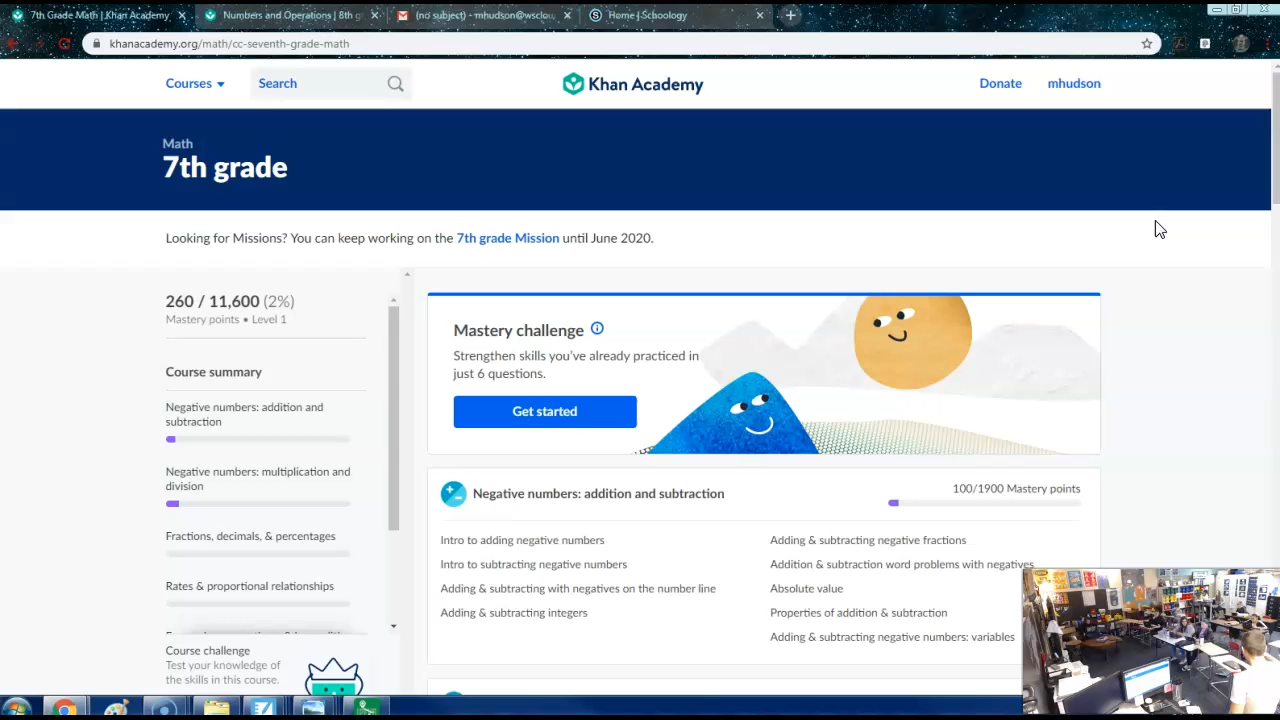 7th Grade Math | Khan Academy
Numbers and Operations | 8th g
(no subject) - mhudson@wsclou
Home | Schoology
khanacademy.org/math/cc-seventh-grade-math
Courses
Search
Khan Academy
Donate
mhudson
Math
7th grade
Looking for Missions? You can keep working on the 7th grade Mission until June 2020.
260 / 11,600 (2%)
Mastery points • Level 1
Course summary
Negative numbers: addition and
subtraction
Negative numbers: multiplication and
division
Fractions, decimals, & percentages
Rates & proportional relationships
Course challenge
Test your knowledge of
the skills in this course.
Mastery challenge
Strengthen skills you've already practiced in
just 6 questions.
Get started
Negative numbers: addition and subtraction
100/1900 Mastery points
Intro to adding negative numbers
Intro to subtracting negative numbers
Adding & subtracting with negatives on the number line
Adding & subtracting integers
Adding & subtracting negative fractions
Addition & subtraction word problems with negatives
Absolute value
Properties of addition & subtraction
Adding & subtracting negative numbers: variables